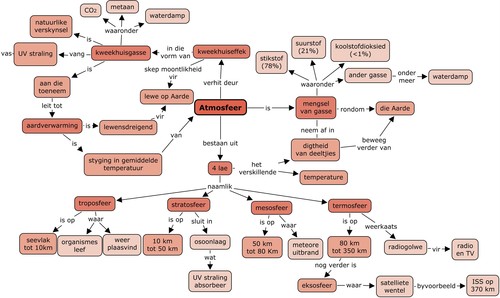 CO₂
metaan
waterdamp
natuurlike
verskynsel
waaronder
is
kweekhuisgasse
in die
vorm van
kweekhuiseffek
vas
UV straling
vang
is
skep moontlikheid
vir
verhit deur
aan die
toeneem
lewe op Aarde
leit tot
vir
aardverwarming
is
lewensdreigend
is
van
styging in gemiddelde
temperatuur
Atmosfeer
is
mengsel
van gasse
stikstof
(78%)
suurstof
(21%)
koolstofdioksied
(<1%)
waaronder
ander gasse
onder
meer
waterdamp
rondom
die Aarde
neem af in
beweeg
verder van
digtheid
van deeltjies
bestaan uit
4 lae
het
verskillende
temperature
naamlik
troposfeer
stratosfeer
mesosfeer
termosfeer
is op
waar
seevlak
tot 10km
organismes
leef
weer
plaasvind
is op
sluit in
10 km
tot 50 km
osoonlaag
wat
UV straling
absorbeer
is op
waar
50 km
tot 80 Km
meteore
uitbrand
is op
weerkaats
80 km
tot 350 km
radiogolwe
vir
radio
en TV
nog verder is
eksosfeer
waar
satelliete
wentel
byvoorbeeld
ISS op
370 km